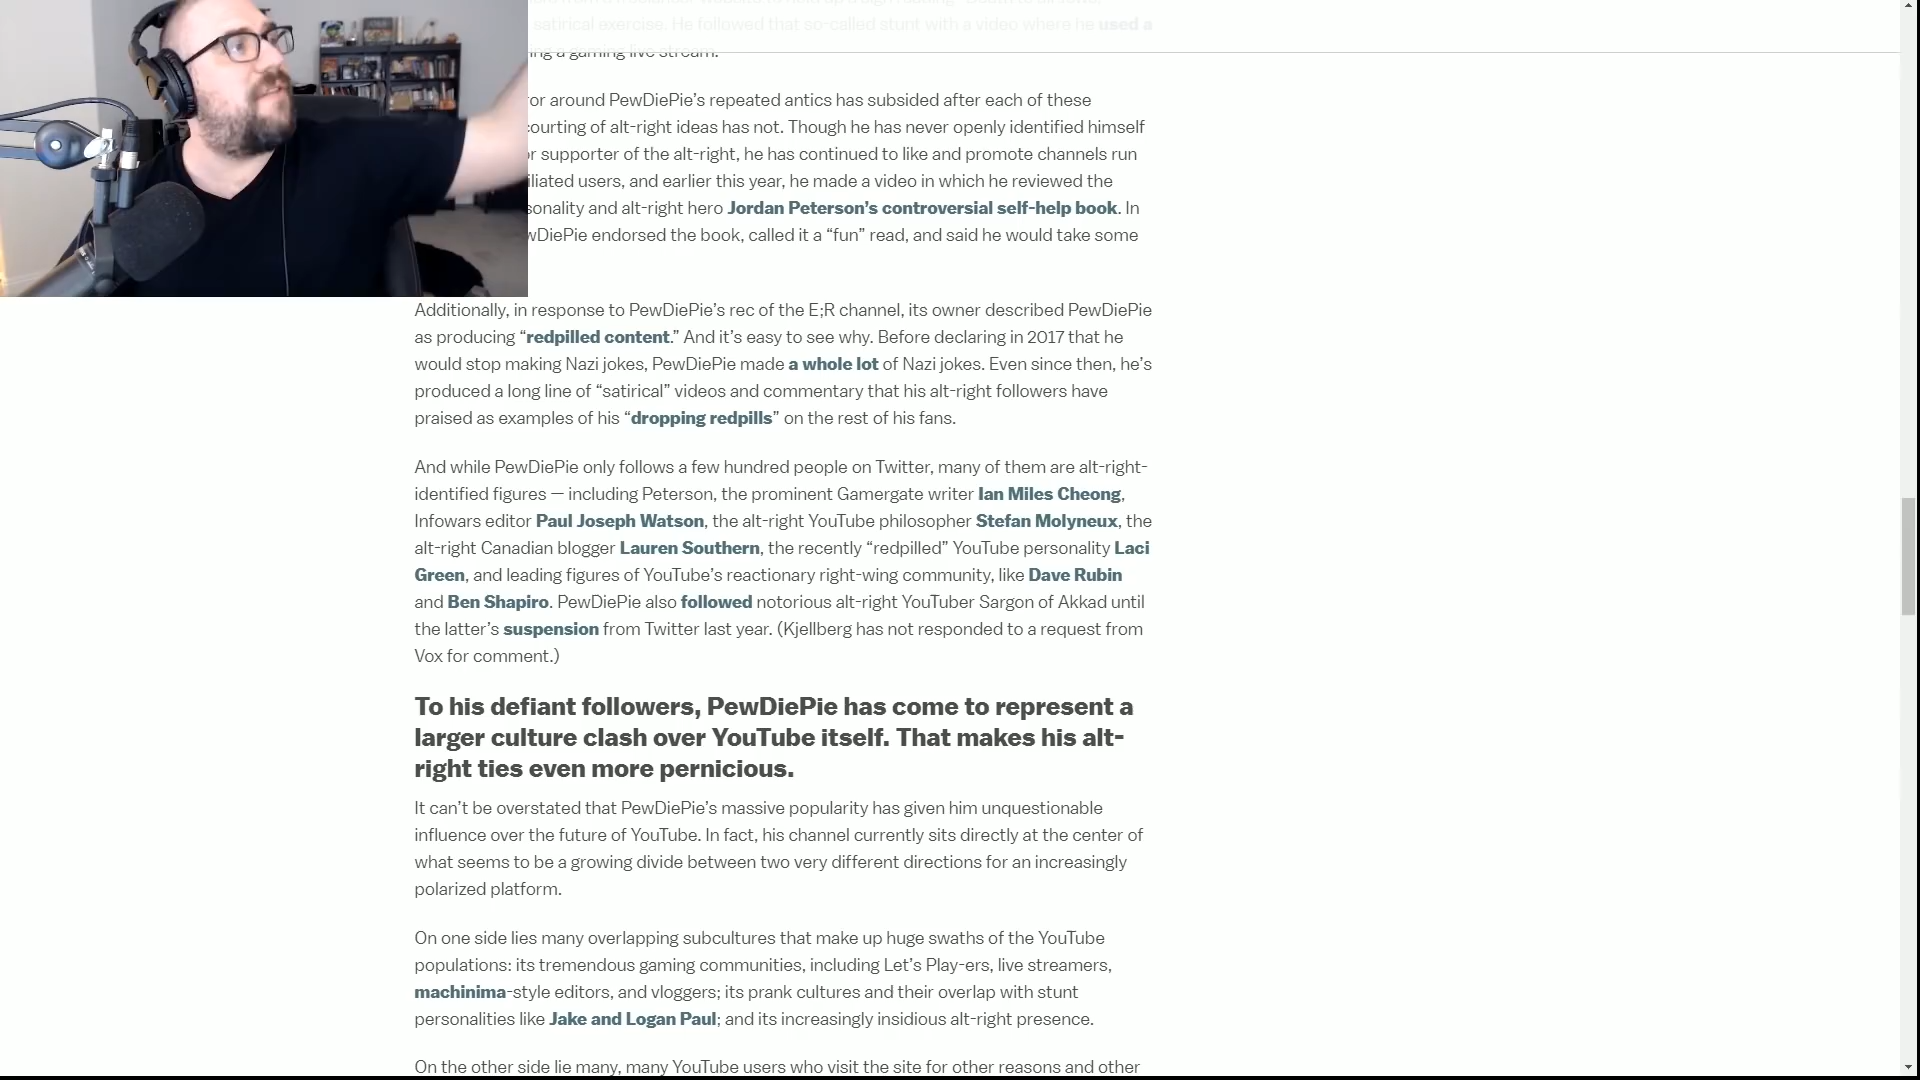 satirical exercise. He followed that so-called stunt with a video where he used a
ing a gaming live stream.
or around PewDiePie’s repeated antics has subsided after each of these
courting of alt-right ideas has not. Though he has never openly identified himself
or supporter of the alt-right, he has continued to like and promote channels run
iliated users, and earlier this year, he made a video in which he reviewed the
sonality and alt-right hero Jordan Peterson’s controversial self-help book. In
wDiePie endorsed the book, called it a “fun” read, and said he would take some
Additionally, in response to PewDiePie’s rec of the E;R channel, its owner described PewDiePie
as producing “redpilled content.” And it’s easy to see why. Before declaring in 2017 that he
would stop making Nazi jokes, PewDiePie made a whole lot of Nazi jokes. Even since then, he’s
produced a long line of “satirical” videos and commentary that his alt-right followers have
praised as examples of his “dropping redpills” on the rest of his fans.
And while PewDiePie only follows a few hundred people on Twitter, many of them are alt-right-
identified figures — including Peterson, the prominent Gamergate writer Ian Miles Cheong,
Infowars editor Paul Joseph Watson, the alt-right YouTube philosopher Stefan Molyneux, the
alt-right Canadian blogger Lauren Southern, the recently “redpilled” YouTube personality Laci
Green, and leading figures of YouTube’s reactionary right-wing community, like Dave Rubin
and Ben Shapiro. PewDiePie also followed notorious alt-right YouTuber Sargon of Akkad until
the latter’s suspension from Twitter last year. (Kjellberg has not responded to a request from
Vox for comment.)
To his defiant followers, PewDiePie has come to represent a
larger culture clash over YouTube itself. That makes his alt-
right ties even more pernicious.
It can’t be overstated that PewDiePie’s massive popularity has given him unquestionable
influence over the future of YouTube. In fact, his channel currently sits directly at the center of
what seems to be a growing divide between two very different directions for an increasingly
polarized platform.
On one side lies many overlapping subcultures that make up huge swaths of the YouTube
populations: its tremendous gaming communities, including Let’s Play-ers, live streamers,
machinima-style editors, and vloggers; its prank cultures and their overlap with stunt
personalities like Jake and Logan Paul; and its increasingly insidious alt-right presence.
On the other side lie many, many YouTube users who visit the site for other reasons and other